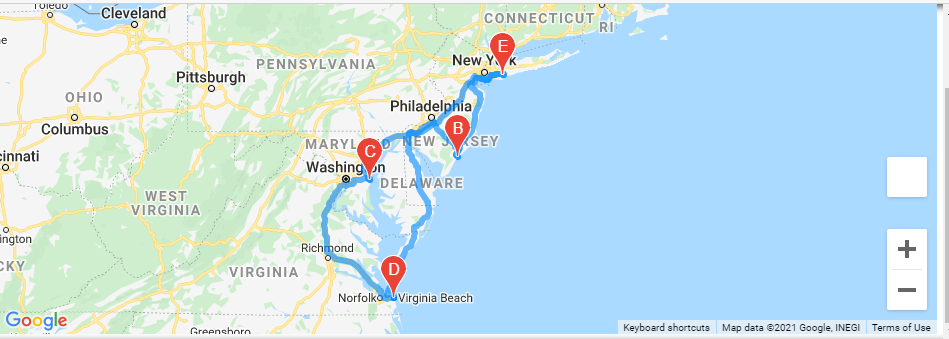 Toledo
Cleveland
CONNECTICUT
RI
E
New York
PENNSYLVANIA
Pittsburgh
OHIO
Columbus
Philadelphia
B
MARYLAND
NEW JERSEY
C
cinnati
Washington
DELAWARE
WEST
VIRGINIA
ington
Richmond
CKY
VIRGINIA
D
Norfolk
Virginia Beach
Google
Greensboro
Keyboard shortcuts
Map data ©2021 Google, INEGI
Terms of Use